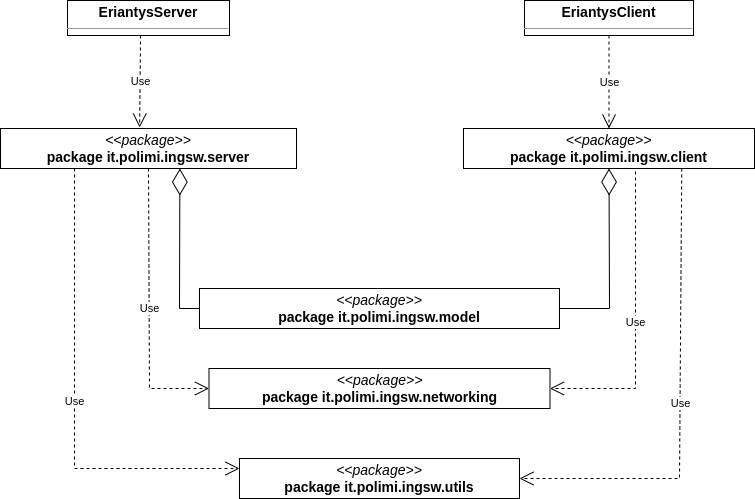 EriantysServer
EriantysClient
Use
Use
<<package>>
package it.polimi.ingsw.server
<<package>>
package it.polimi.ingsw.client
<<package>>
package it.polimi.ingsw.model
Use
Use
<<package>>
package it.polimi.ingsw.networking
Use
Use
<<package>>
package it.polimi.ingsw.utils